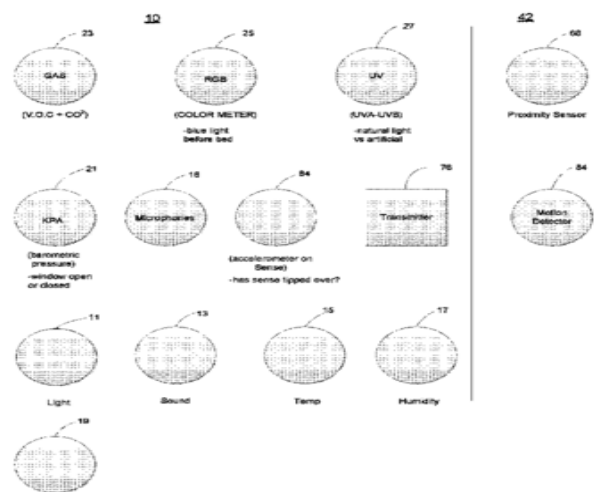 10
42
23
25
27
68
GAS
RGB
UV
(V.O.C + CO²)
(COLOR METER)
(UVA-UVB)
Proximity Sensor
-blue light
before bed
-natural light
vs artificial
21
18
84
76
84
KPA
Microphones
Transmitter
Motion
Detector
(barometric
pressure)
-window open
or closed
(accelerometer on
Sense)
-has sense tipped over?
11
13
15
17
Light
Sound
Temp
Humidity
19